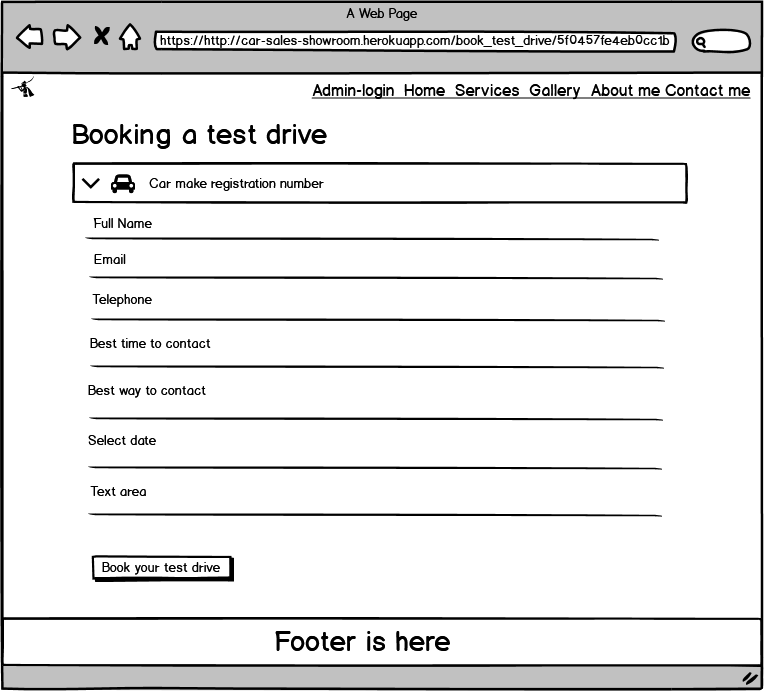 A Web Page
https://http://car-sales-showroom.herokuapp.com/book_test_drive/5f0457fe4eb0cc1b
Admin-login Home Services Gallery About me Contact me
Booking a test drive
Car make registration number
Full Name
Email
Telephone
Best time to contact
Best way to contact
Select date
Text area
Book your test drive
Footer is here